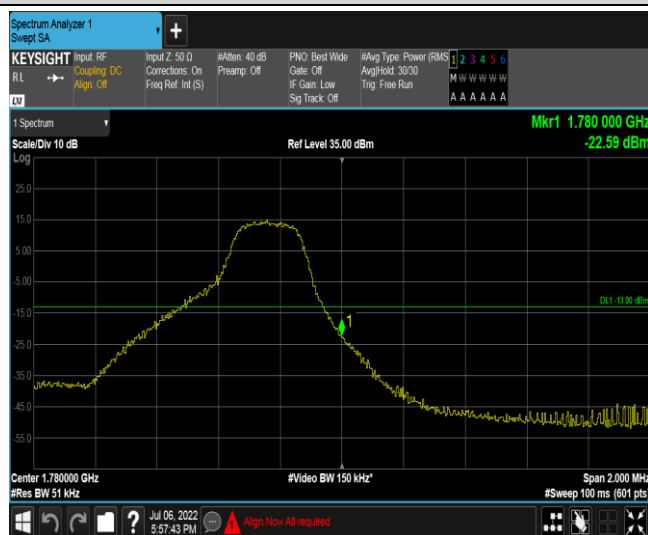 Spectrum Analyzer 1
Swept SA
KEYSIGHT
RL
LXI
Input: RF
Coupling: DC
Align: Off
Input Z: 50 Ω
Corrections: On
Freq Ref: Int (S)
#Atten: 40 dB
Preamp: Off
PNO: Best Wide
Gate: Off
IF Gain: Low
Sig Track: Off
#Avg Type: Power (RMS
Avg|Hold: 30/30
Trig: Free Run
1 2 3 4 5 6
M W W W W W
A A A A A A
1 Spectrum
Mkr1 1.780 000 GHz
Scale/Div 10 dB
Ref Level 35.00 dBm
-22.59 dBm
Log
25.0
15.0
5.00
-5.00
DL1 -13.00 dBm
-15.0
1
-25.0
-35.0
-45.0
-55.0
Center 1.780000 GHz
#Video BW 150 kHz*
Span 2.000 MHz
#Res BW 51 kHz
#Sweep 100 ms (601 pts)
?
Jul 06, 2022
5:57:43 PM
Align Now All required